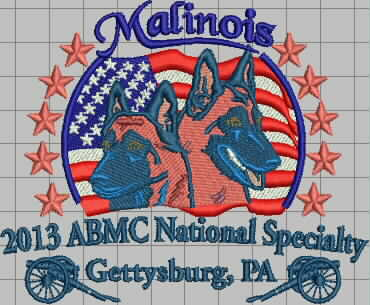 Malinois
2013 ABMC National Specialty
Gettysburg, PA